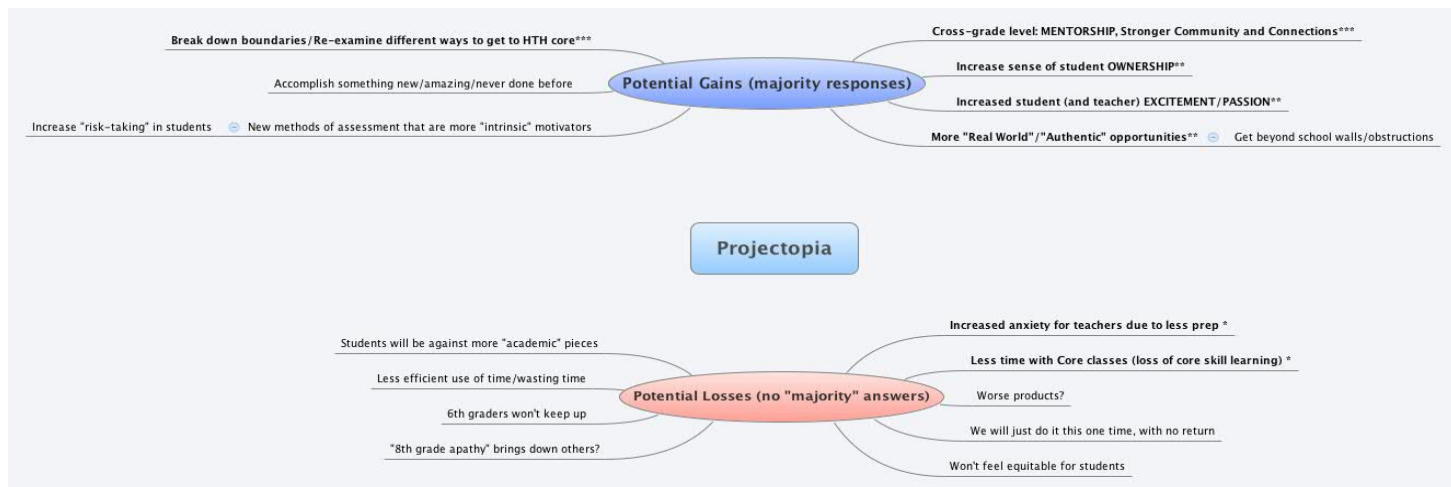 Break down boundaries/Re-examine different ways to get to HTH core***
Accomplish something new/amazing/never done before
Increase "risk-taking" in students
New methods of assessment that are more "intrinsic" motivators
Potential Gains (majority responses)
Cross-grade level: MENTORSHIP, Stronger Community and Connections***
Increase sense of student OWNERSHIP**
Increased student (and teacher) EXCITEMENT/PASSION**
More "Real World"/"Authentic" opportunities**
Get beyond school walls/obstructions
Projectopia
Students will be against more "academic" pieces
Less efficient use of time/wasting time
6th graders won't keep up
"8th grade apathy" brings down others?
Potential Losses (no "majority" answers)
Increased anxiety for teachers due to less prep *
Less time with Core classes (loss of core skill learning) *
Worse products?
We will just do it this one time, with no return
Won't feel equitable for students